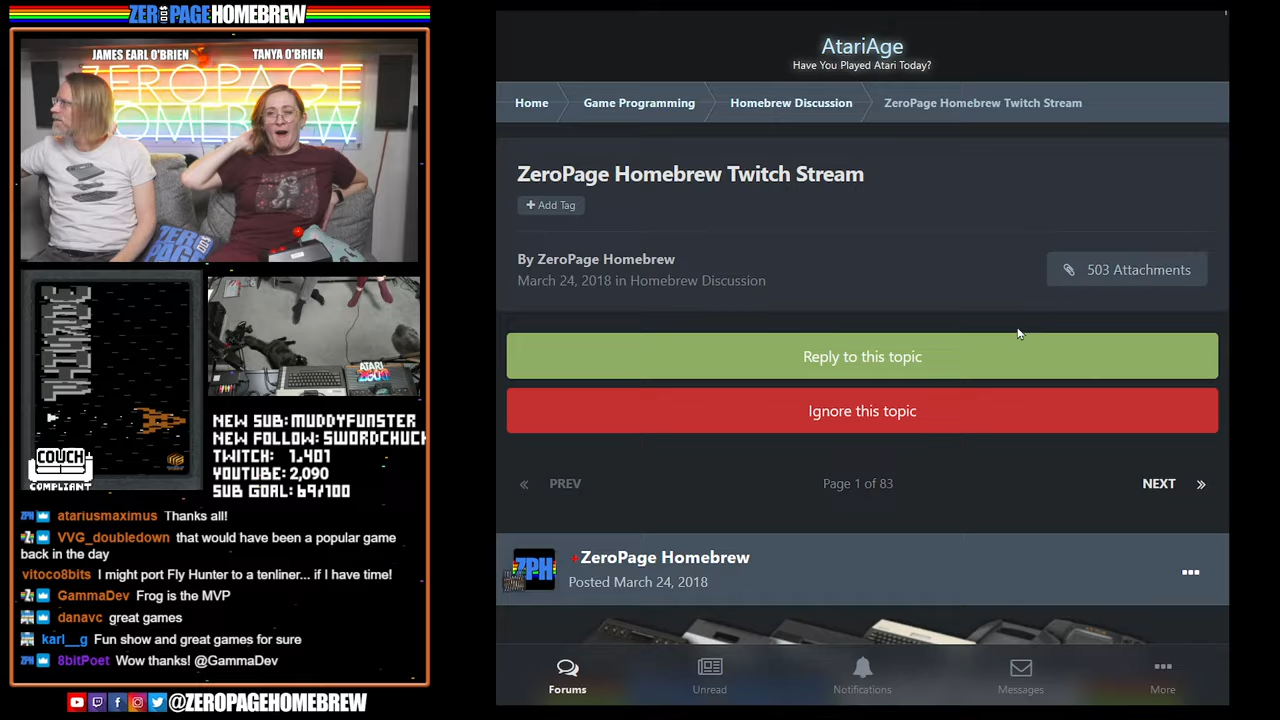 ZEROPAGEHOMEBREW
JAMES EARL O'BRIEN
TANYA O'BRIEN
ZEROPAGE
HOMEBREW
ATARI
COUCH
COMPLIANT
NEW SUB:MUDDYFUNSTER
NEW FOLLOW:SWORDCHUCK
TWITCH: 1,401
YOUTUBE: 2,090
SUB GOAL: 69/100
atariusmaximus Thanks all!
VVG_doubledown that would have been a popular game
back in the day
vitoco8bits I might port Fly Hunter to a tenliner... if I have time!
GammaDev Frog is the MVP
danavc great games
karl__g Fun show and great games for sure
8bitPoet Wow thanks! @GammaDev
@ZEROPAGEHOMEBREW
AtariAge
Have You Played Atari Today?
Home
Game Programming
Homebrew Discussion
ZeroPage Homebrew Twitch Stream
ZeroPage Homebrew Twitch Stream
+ Add Tag
By ZeroPage Homebrew
March 24, 2018 in Homebrew Discussion
503 Attachments
Reply to this topic
Ignore this topic
« PREV
Page 1 of 83
NEXT »
ZPH
+ZeroPage Homebrew
Posted March 24, 2018
Forums
Unread
Notifications
Messages
More